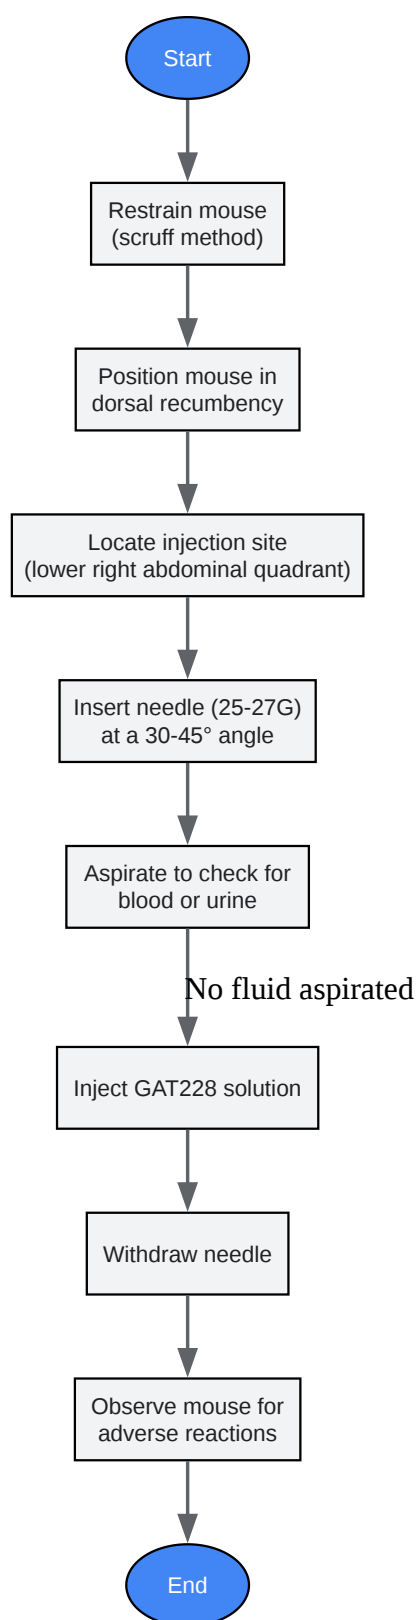 Start
Restrain mouse
(scruff method)
Position mouse in
dorsal recumbency
Locate injection site
(lower right abdominal quadrant)
Insert needle (25-27G)
at a 30-45° angle
Aspirate to check for
blood or urine
No fluid aspirated
Inject GAT228 solution
Withdraw needle
Observe mouse for
adverse reactions
End